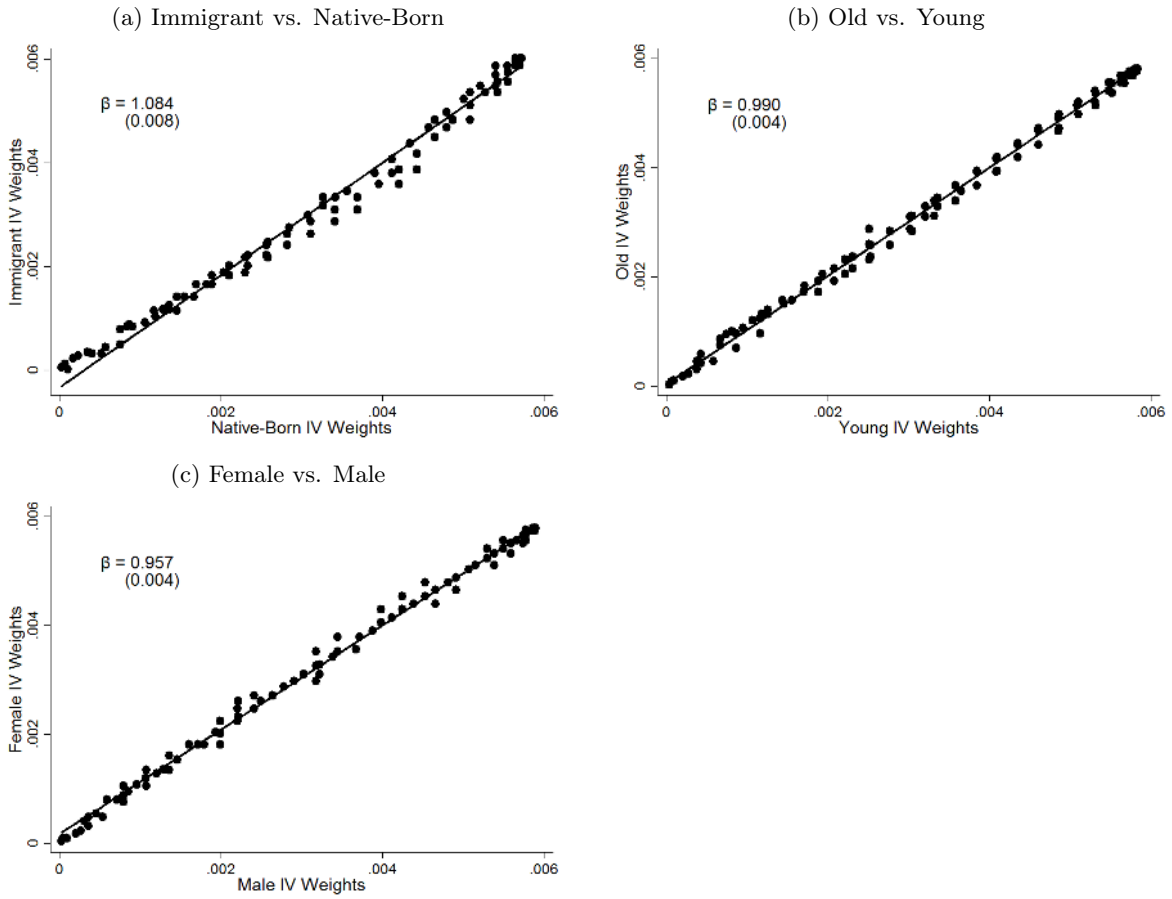 (a) Immigrant vs. Native-Born
Immigrant IV Weights
.006
.004
.002
0
β = 1.084
(0.008)
0 .002 .004 .006
Native-Born IV Weights
(b) Old vs. Young
Old IV Weights
.006
.004
.002
0
β = 0.990
(0.004)
0 .002 .004 .006
Young IV Weights
(c) Female vs. Male
Female IV Weights
.006
.004
.002
0
β = 0.957
(0.004)
0 .002 .004 .006
Male IV Weights